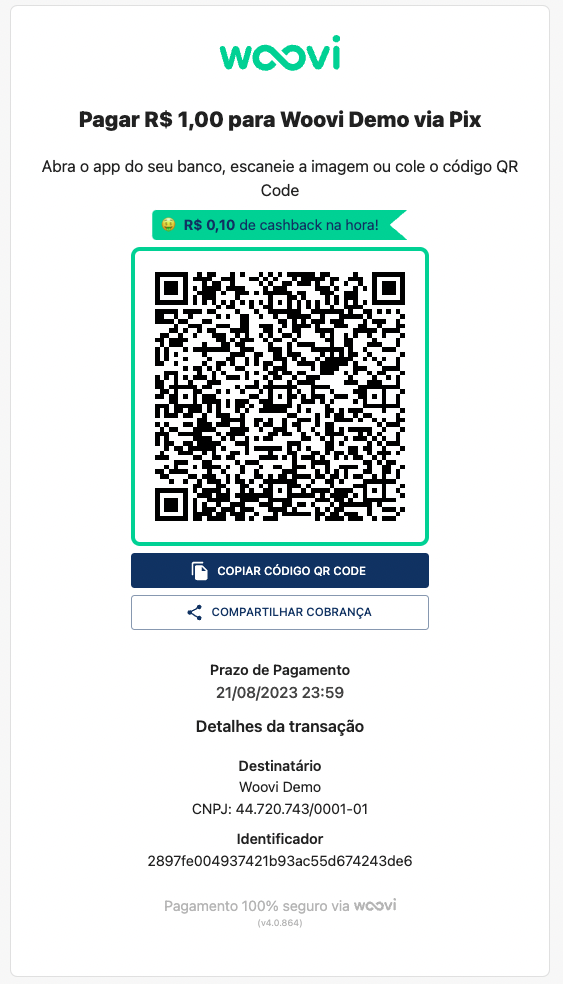 woovi
Pagar R$ 1,00 para Woovi Demo via Pix
Abra o app do seu banco, escaneie a imagem ou cole o código QR
Code
R$ 0,10 de cashback na hora!
COPIAR CÓDIGO QR CODE
COMPARTILHAR COBRANÇA
Prazo de Pagamento
21/08/2023 23:59
Detalhes da transação
Destinatário
Woovi Demo
CNPJ: 44.720.743/0001-01
Identificador
2897fe004937421b93ac55d674243de6
Pagamento 100% seguro via woovi
(v4.0.864)